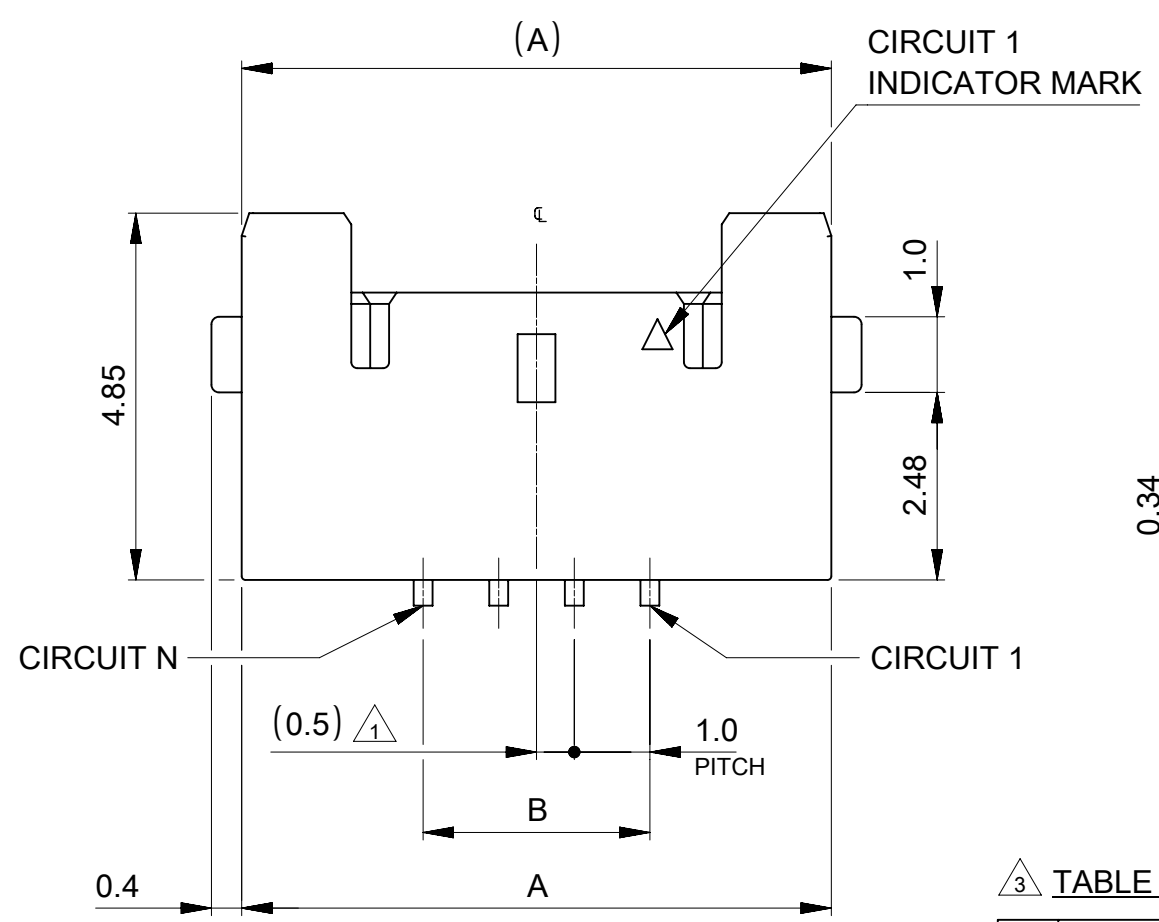 (A)
CIRCUIT 1
INDICATOR MARK
℄
1.0
4.85
2.48
0.34
CIRCUIT N
CIRCUIT 1
(0.5) 1
1.0
PITCH
B
0.4
A
3 TABLE